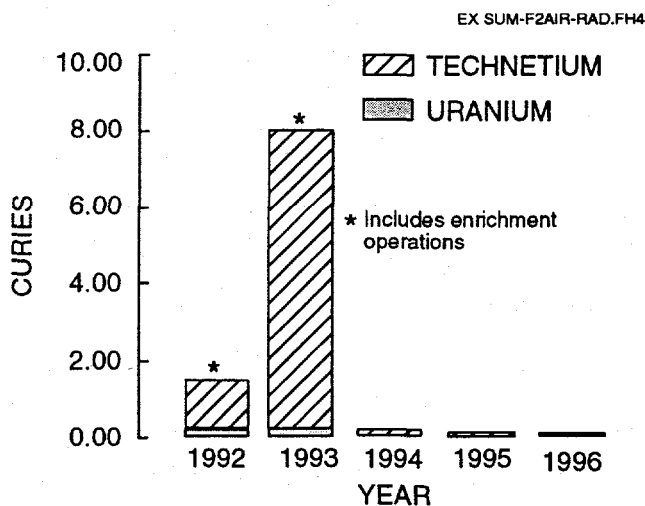 EX SUM-F2AIR-RAD.FH4
10.00
TECHNETIUM
URANIUM
8.00
*
6.00
* Includes enrichment
operations
CURIES
4.00
2.00
*
0.00
1992 1993 1994 1995 1996
YEAR